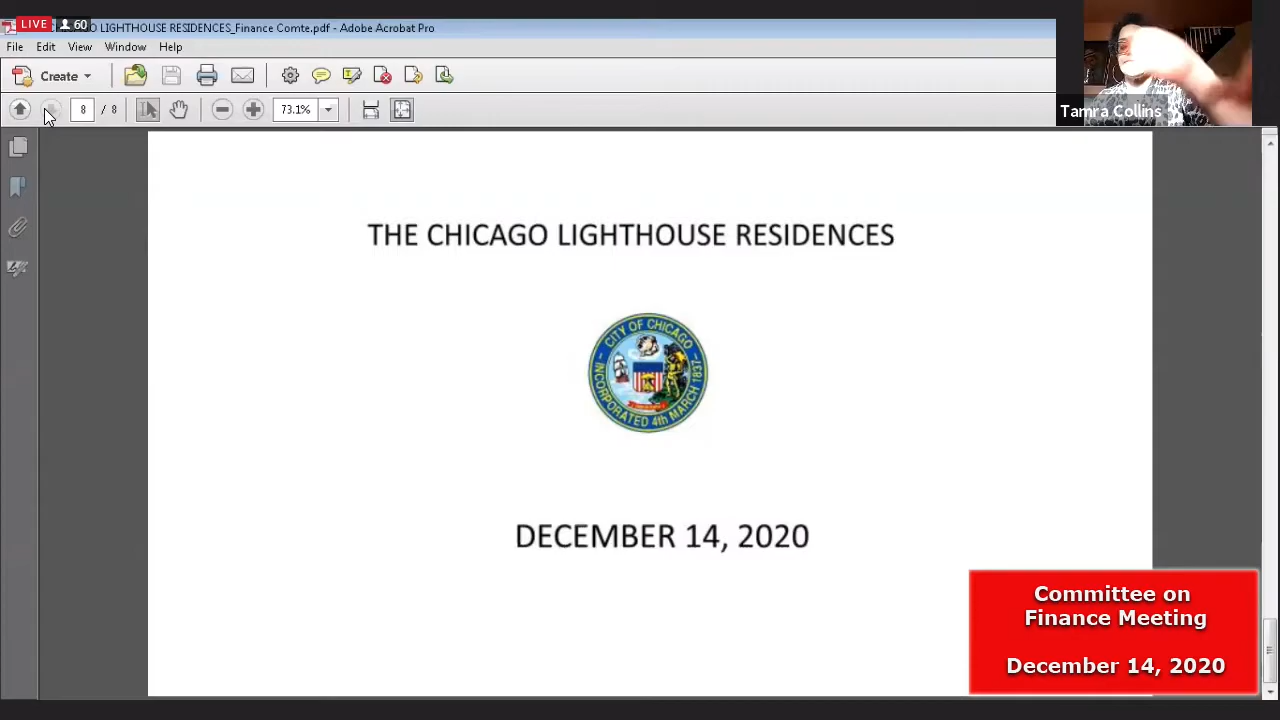 LIVE 60
GO LIGHTHOUSE RESIDENCES_Finance Comte.pdf - Adobe Acrobat Pro
File Edit View Window Help
Create
8 / 8 73.1%
Tamra Collins
THE CHICAGO LIGHTHOUSE RESIDENCES
CITY OF CHICAGO
INCORPORATED 4th MARCH 1837
DECEMBER 14, 2020
Committee on
Finance Meeting
December 14, 2020